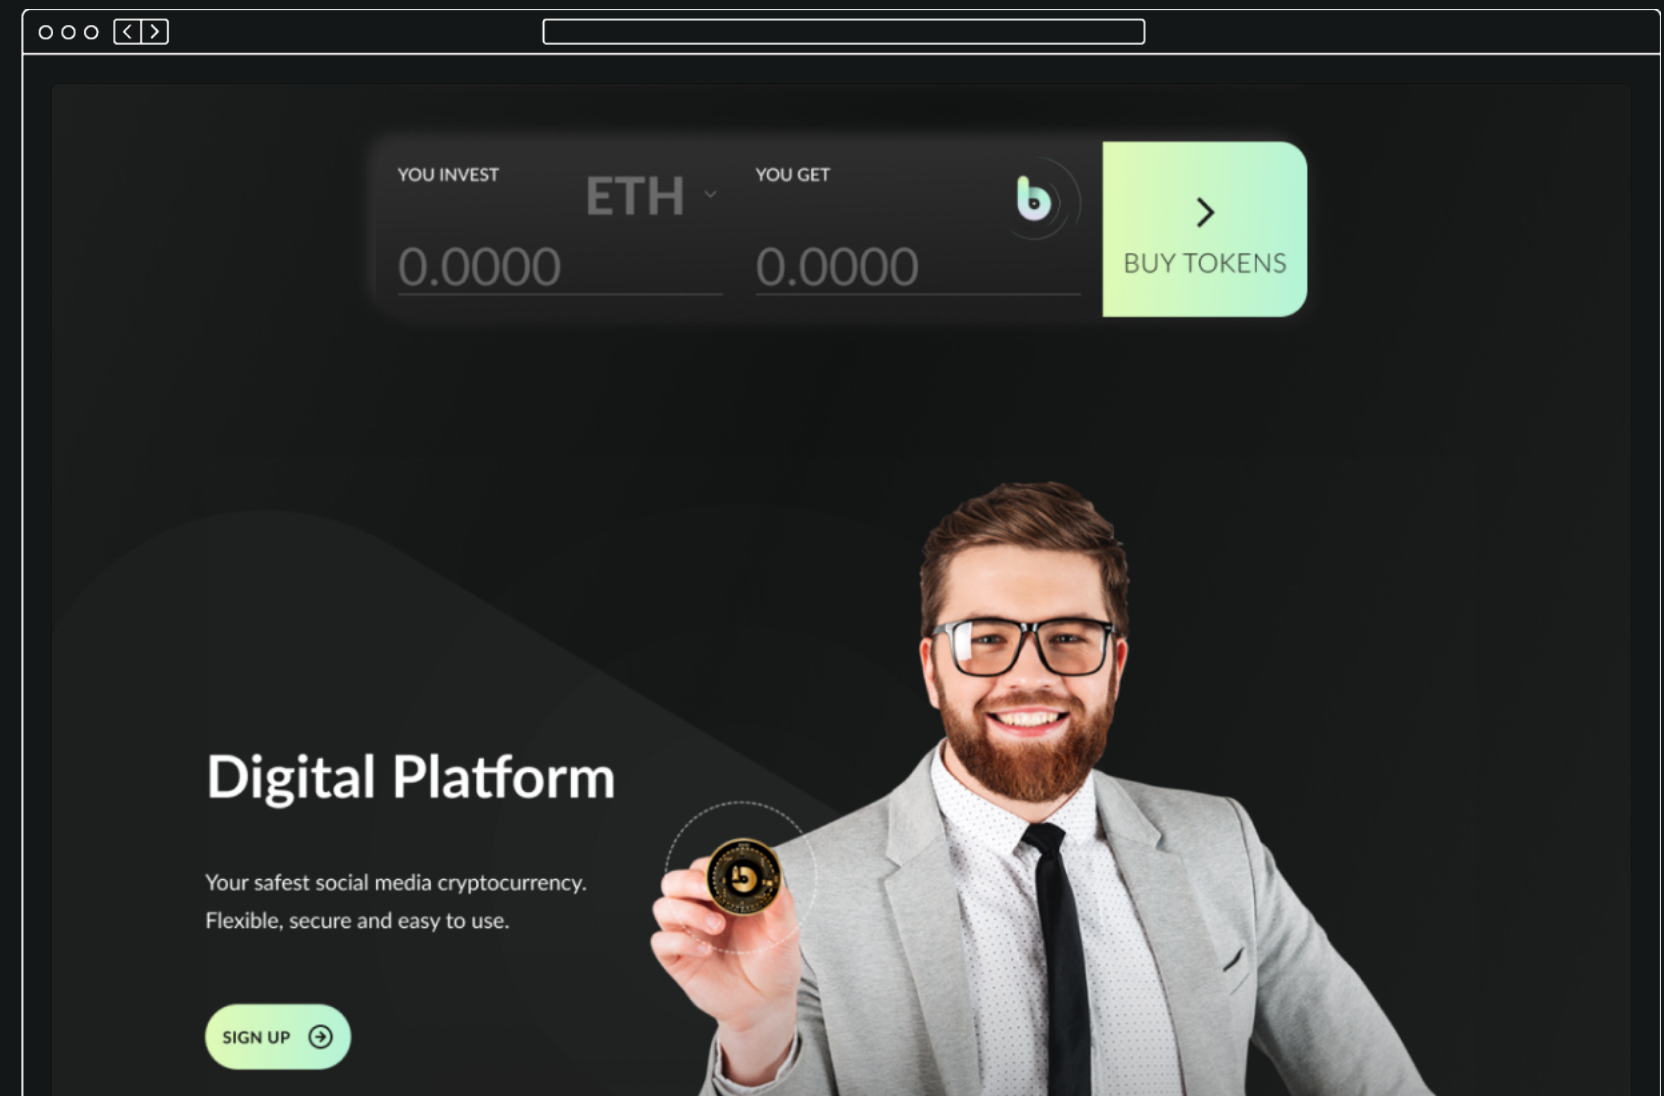 YOU INVEST
ETH
0.0000
YOU GET
b
0.0000
BUY TOKENS
Digital Platform
Your safest social media cryptocurrency.
Flexible, secure and easy to use.
SIGN UP